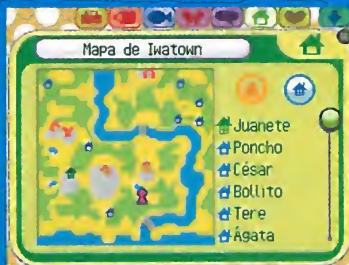 Mapa de Iwatown
A
Juanete
Poncho
César
Bollito
Tere
Ágata